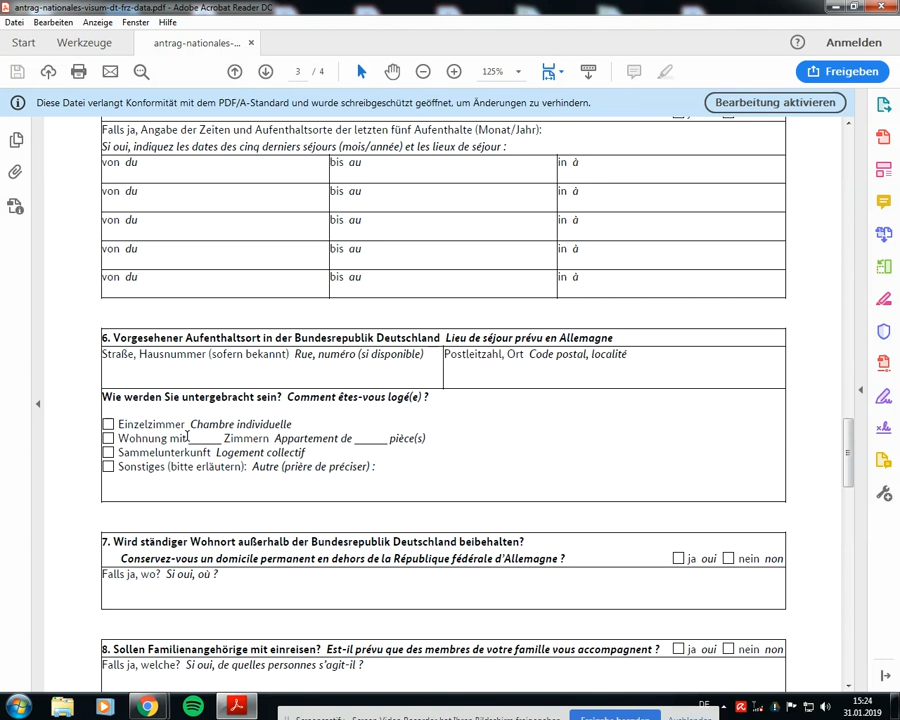 antrag-nationales-visum-dt-frz-data.pdf - Adobe Acrobat Reader DC
Datei Bearbeiten Anzeige Fenster Hilfe
Start Werkzeuge antrag-nationales-... × Anmelden
3 / 4 125% Freigeben
Diese Datei verlangt Konformität mit dem PDF/A-Standard und wurde schreibgeschützt geöffnet, um Änderungen zu verhindern. Bearbeitung aktivieren
Falls ja, Angabe der Zeiten und Aufenthaltsorte der letzten fünf Aufenthalte (Monat/Jahr):
Si oui, indiquez les dates des cinq derniers séjours (mois/année) et les lieux de séjour :
von du bis au in à
von du bis au in à
von du bis au in à
von du bis au in à
von du bis au in à
6. Vorgesehener Aufenthaltsort in der Bundesrepublik Deutschland Lieu de séjour prévu en Allemagne
Straße, Hausnummer (sofern bekannt) Rue, numéro (si disponible) Postleitzahl, Ort Code postal, localité
Wie werden Sie untergebracht sein? Comment êtes-vous logé(e) ?
Einzelzimmer Chambre individuelle
Wohnung mit ______ Zimmern Appartement de ______ pièce(s)
Sammelunterkunft Logement collectif
Sonstiges (bitte erläutern): Autre (prière de préciser) :
7. Wird ständiger Wohnort außerhalb der Bundesrepublik Deutschland beibehalten?
Conservez-vous un domicile permanent en dehors de la République fédérale d'Allemagne ? ja oui nein non
Falls ja, wo? Si oui, où ?
8. Sollen Familienangehörige mit einreisen? Est-il prévu que des membres de votre famille vous accompagnent ? ja oui nein non
Falls ja, welche? Si oui, de quelles personnes s'agit-il ?
DE 15:24
31.01.2019